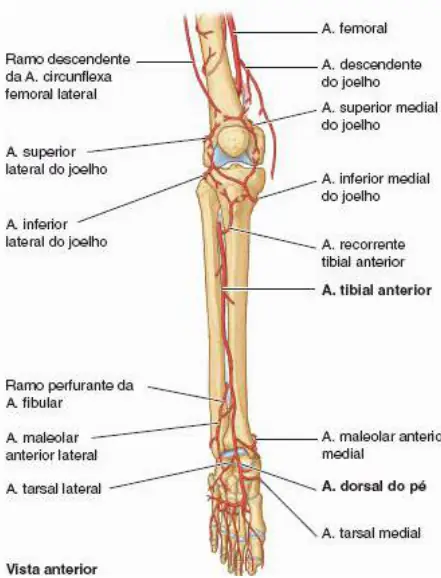 A. femoral
Ramo descendente
da A. circunflexa
femoral lateral
A. descendente
do joelho
A. superior medial
do joelho
A. superior
lateral do joelho
A. inferior medial
do joelho
A. inferior
lateral do joelho
A. recorrente
tibial anterior
A. tibial anterior
Ramo perfurante da
A. fibular
A. maleolar
anterior lateral
A. maleolar anterio
medial
A. tarsal lateral
A. dorsal do pé
A. tarsal medial
Vista anterior